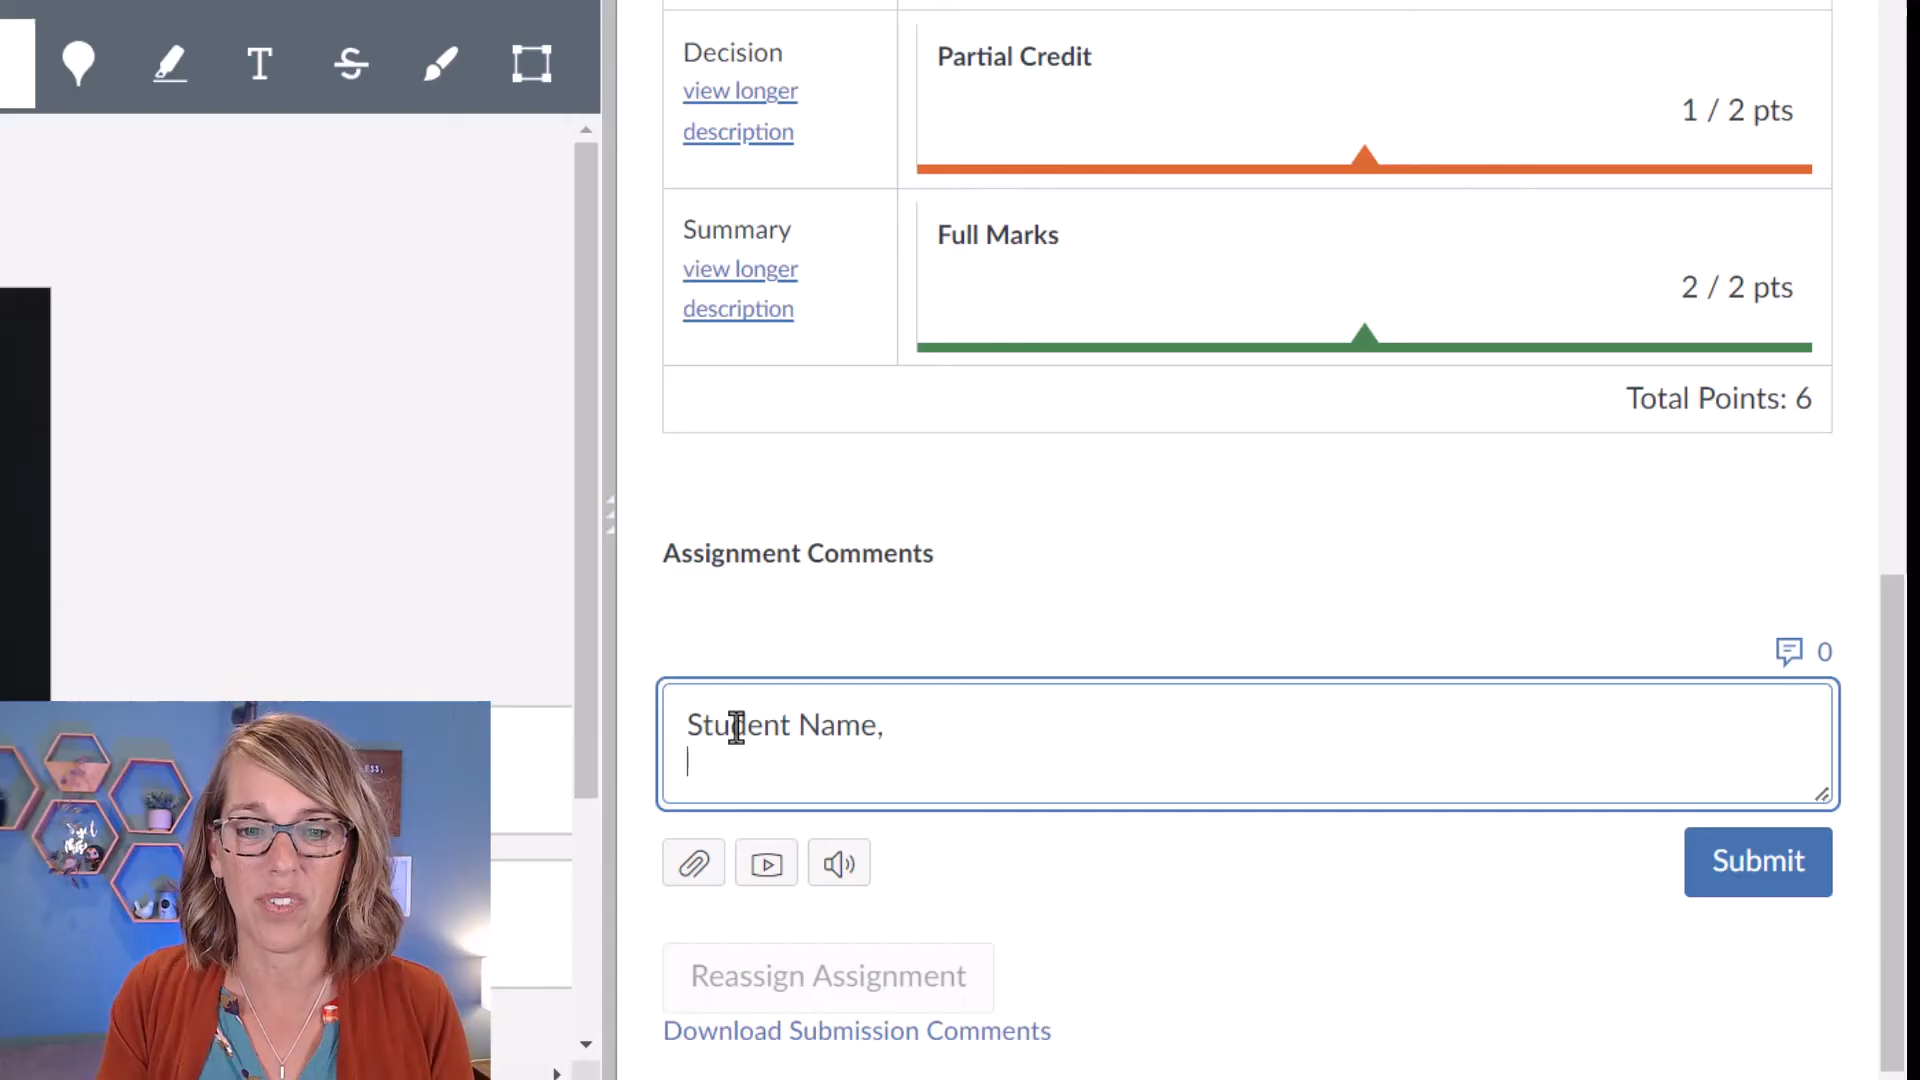 Decision
view longer
description
Partial Credit
1 / 2 pts
Summary
view longer
description
Full Marks
2 / 2 pts
Total Points: 6
Assignment Comments
0
Student Name,
Submit
Reassign Assignment
Download Submission Comments